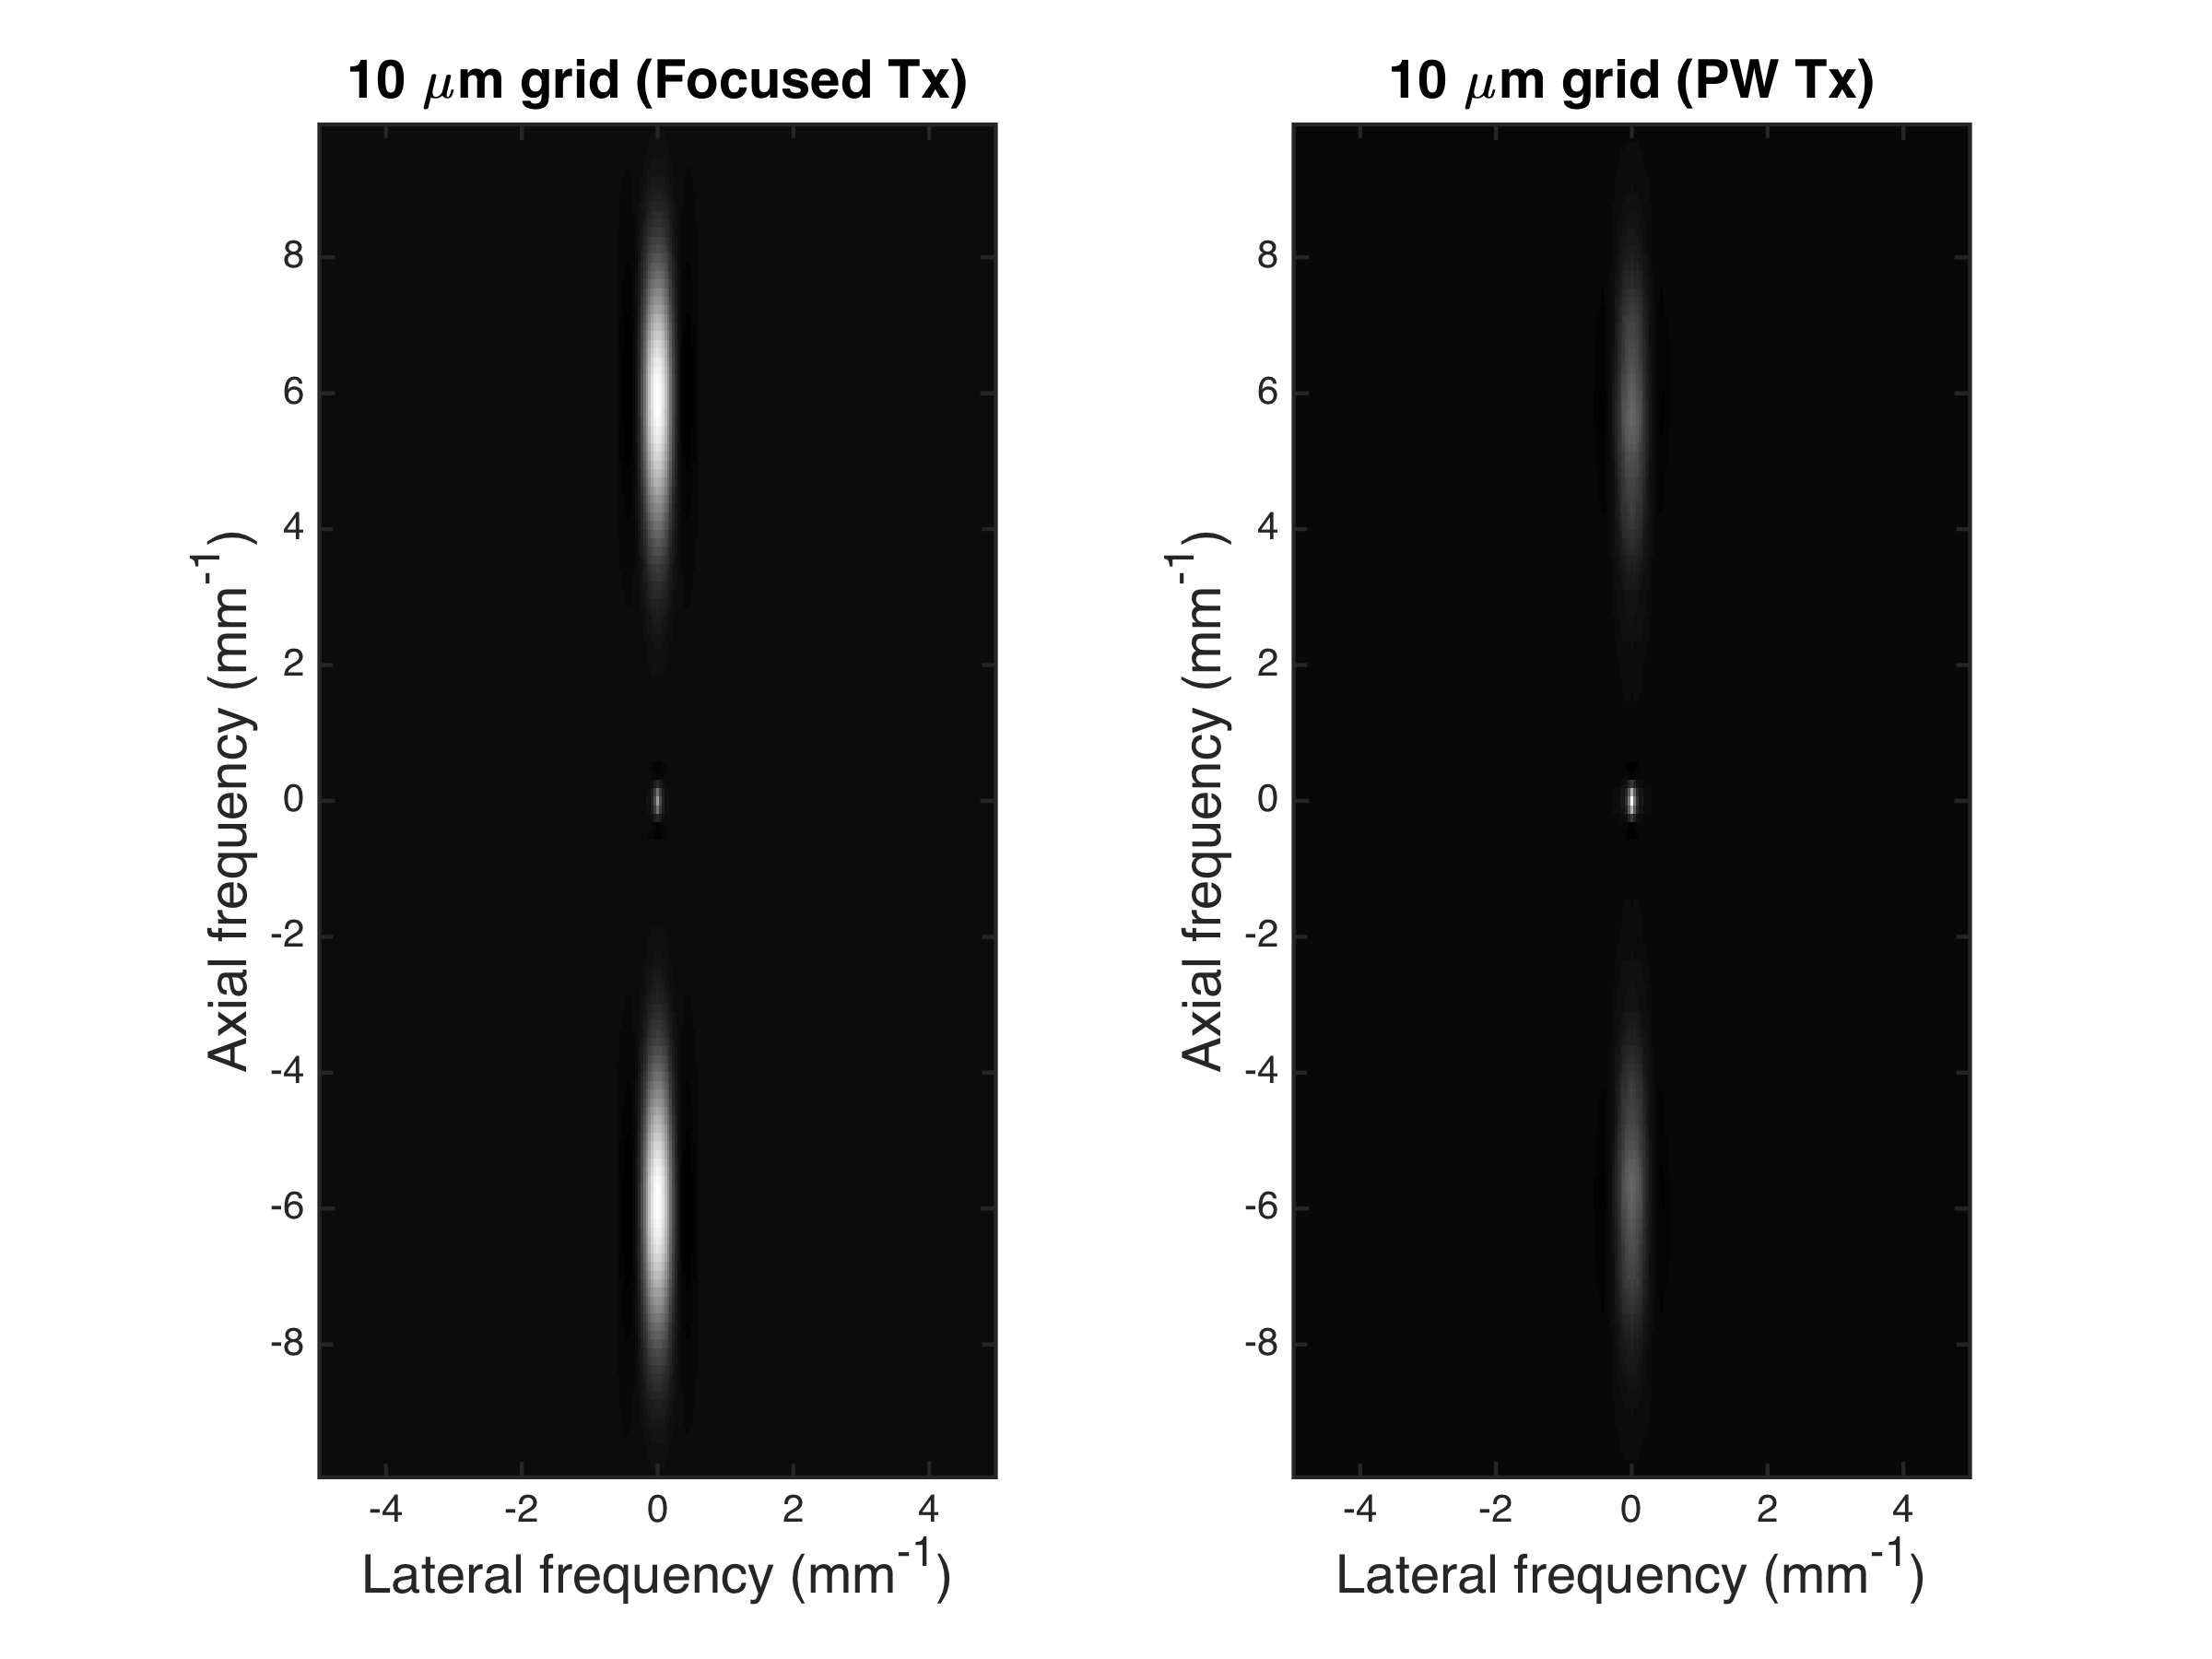 10 μm grid (Focused Tx)
8
6
4
2
0
-2
-4
-6
-8
Axial frequency (mm⁻¹)
-4 -2 0 2 4
Lateral frequency (mm⁻¹)
10 μm grid (PW Tx)
8
6
4
2
0
-2
-4
-6
-8
Axial frequency (mm⁻¹)
-4 -2 0 2 4
Lateral frequency (mm⁻¹)